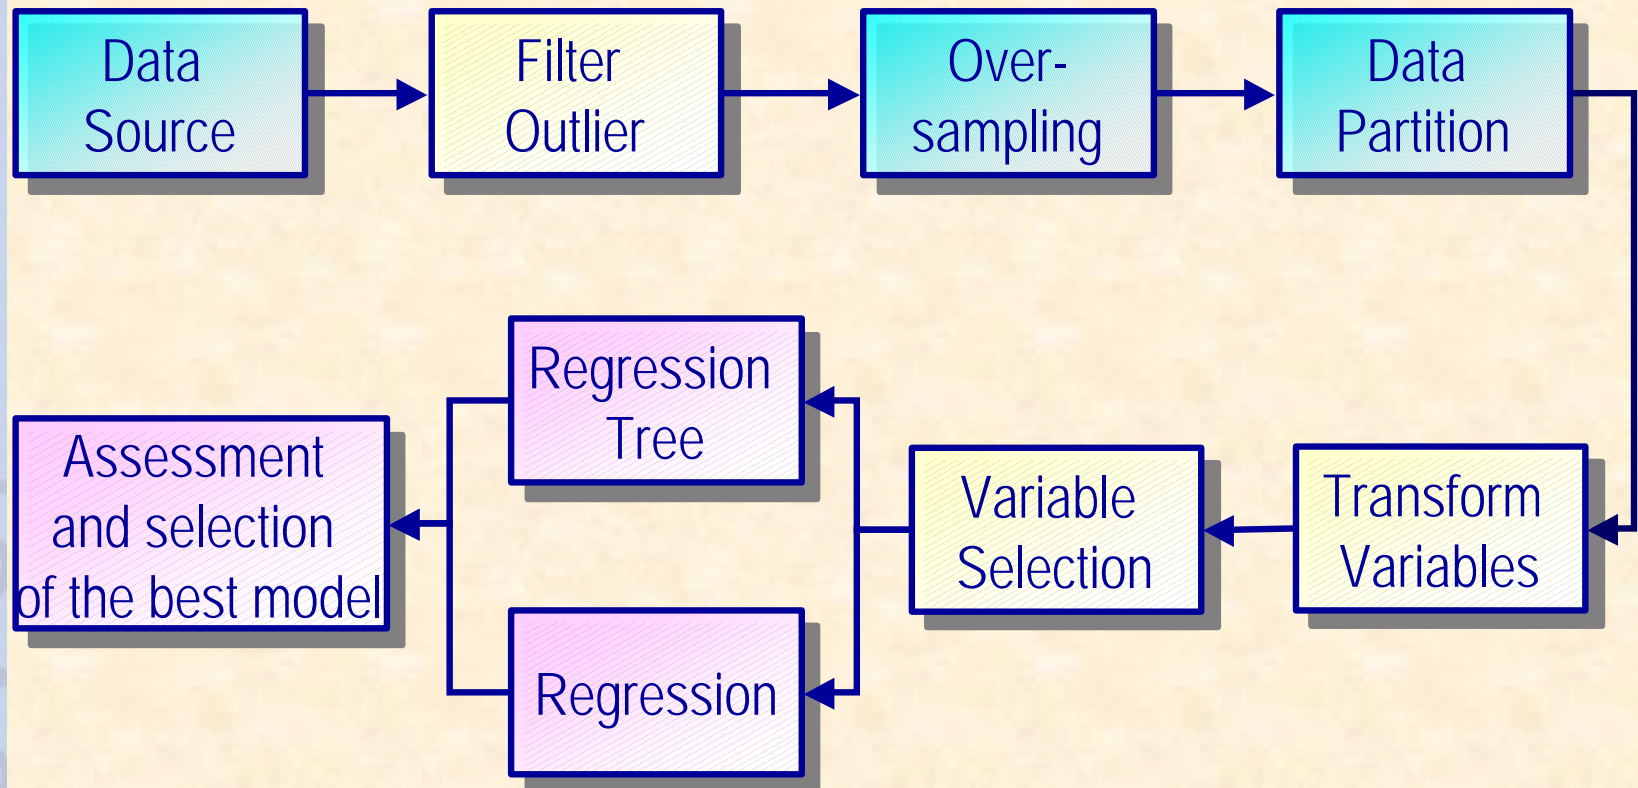 Data
Source
Filter
Outlier
Over-
sampling
Data
Partition
Transform
Variables
Variable
Selection
Regression
Tree
Regression
Assessment
and selection
of the best model